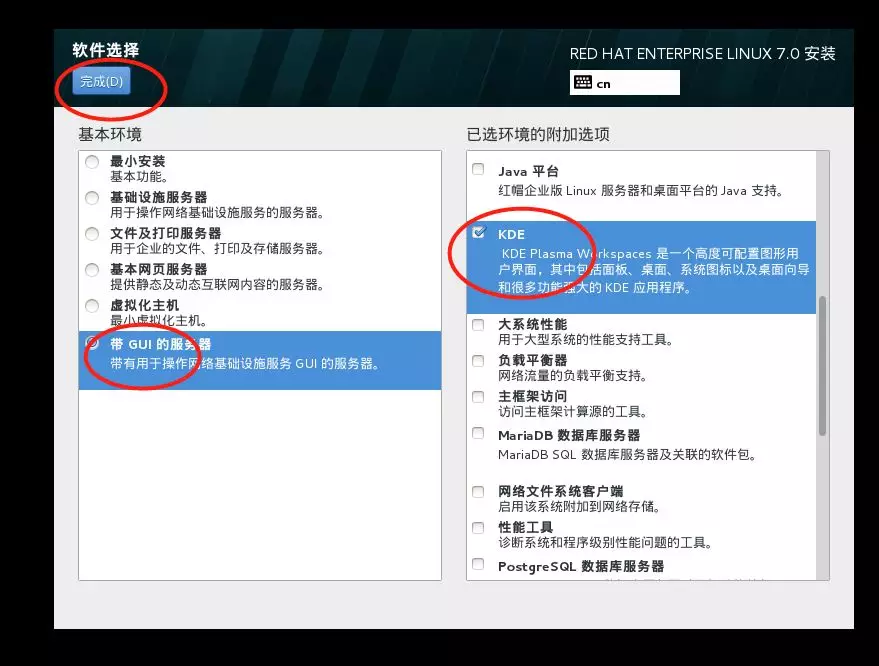 软件选择
完成(D)
RED HAT ENTERPRISE LINUX 7.0 安装
cn
基本环境
最小安装
基本功能。
基础设施服务器
用于操作网络基础设施服务的服务器。
文件及打印服务器
用于企业的文件、打印及存储服务器。
基本网页服务器
提供静态及动态互联网内容的服务器。
虚拟化主机
最小虚拟化主机。
带 GUI 的服务器
带有用于操作网络基础设施服务 GUI 的服务器。
已选环境的附加选项
Java 平台
红帽企业版 Linux 服务器和桌面平台的 Java 支持。
KDE
KDE Plasma Workspaces 是一个高度可配置图形用
户界面，其中包括面板、桌面、系统图标以及桌面向导
和很多功能强大的 KDE 应用程序。
大系统性能
用于大型系统的性能支持工具。
负载平衡器
网络流量的负载平衡支持。
主框架访问
访问主框架计算源的工具。
MariaDB 数据库服务器
MariaDB SQL 数据库服务器及关联的软件包。
网络文件系统客户端
启用该系统附加到网络存储。
性能工具
诊断系统和程序级别性能问题的工具。
PostgreSQL 数据库服务器